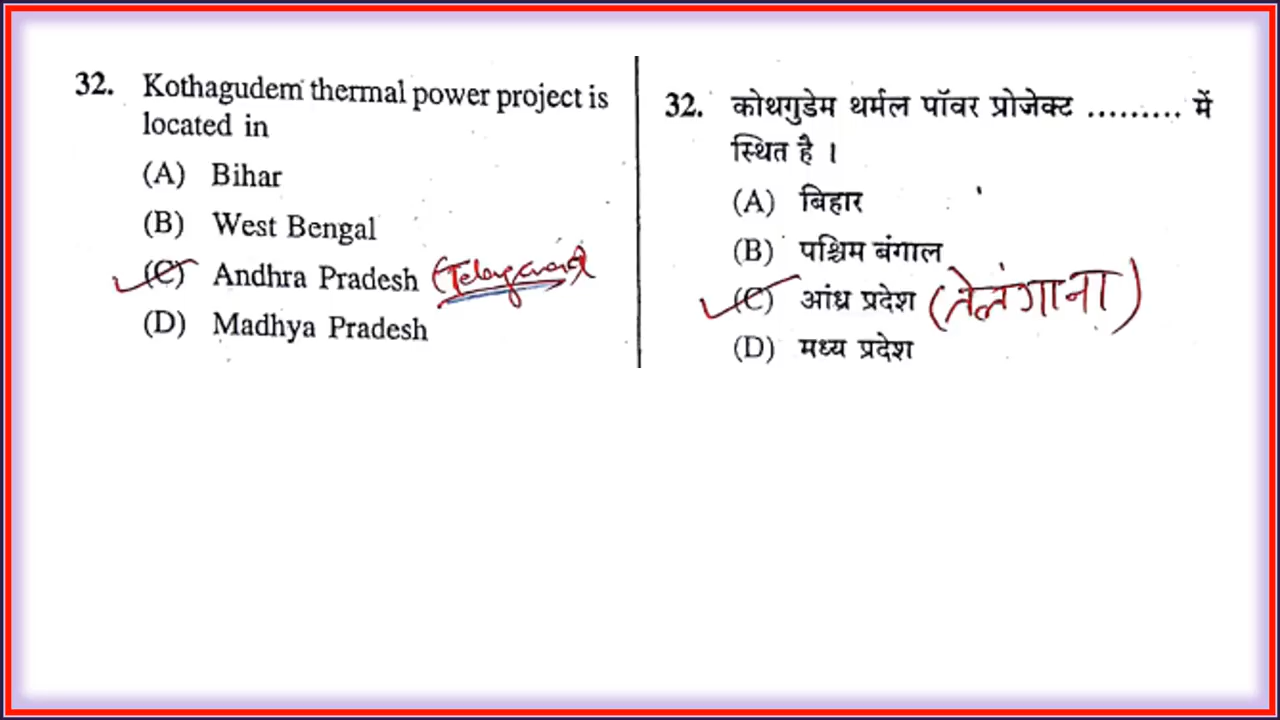 32. Kothagudem thermal power project is
located in
(A) Bihar
(B) West Bengal
(C) Andhra Pradesh (Telangana)
(D) Madhya Pradesh
32. कोथगुडेम थर्मल पॉवर प्रोजेक्ट ......... में
स्थित है ।
(A) बिहार
(B) पश्चिम बंगाल
(C) आंध्र प्रदेश (तेलंगाना)
(D) मध्य प्रदेश